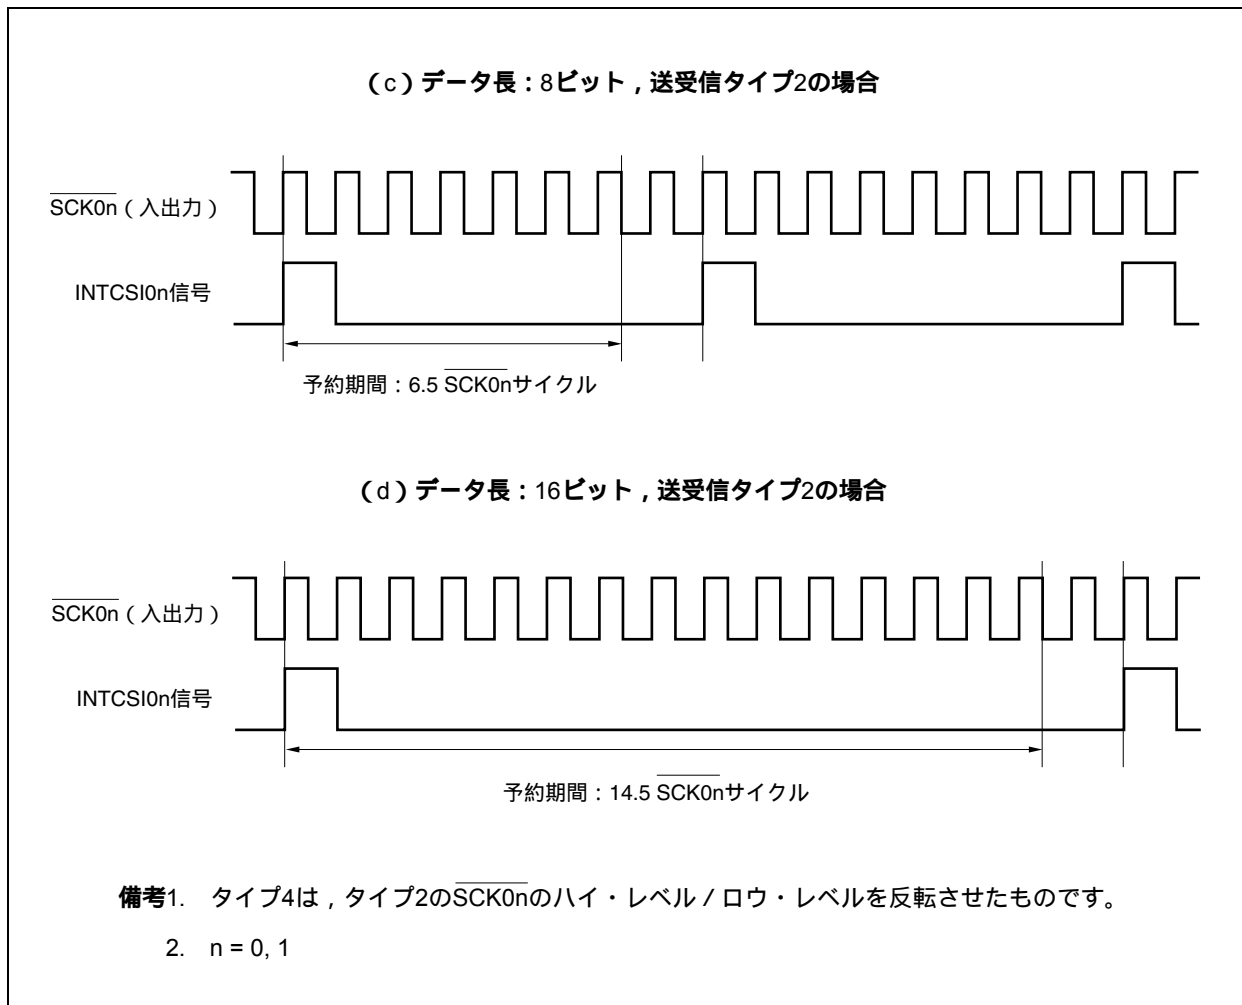 （c）データ長：8ビット，送受信タイプ2の場合
SCK0n（入出力）
INTCSI0n信号
予約期間：6.5 SCK0nサイクル
（d）データ長：16ビット，送受信タイプ2の場合
SCK0n（入出力）
INTCSI0n信号
予約期間：14.5 SCK0nサイクル
備考1. タイプ4は，タイプ2のSCK0nのハイ・レベル／ロウ・レベルを反転させたものです。
2. n = 0, 1